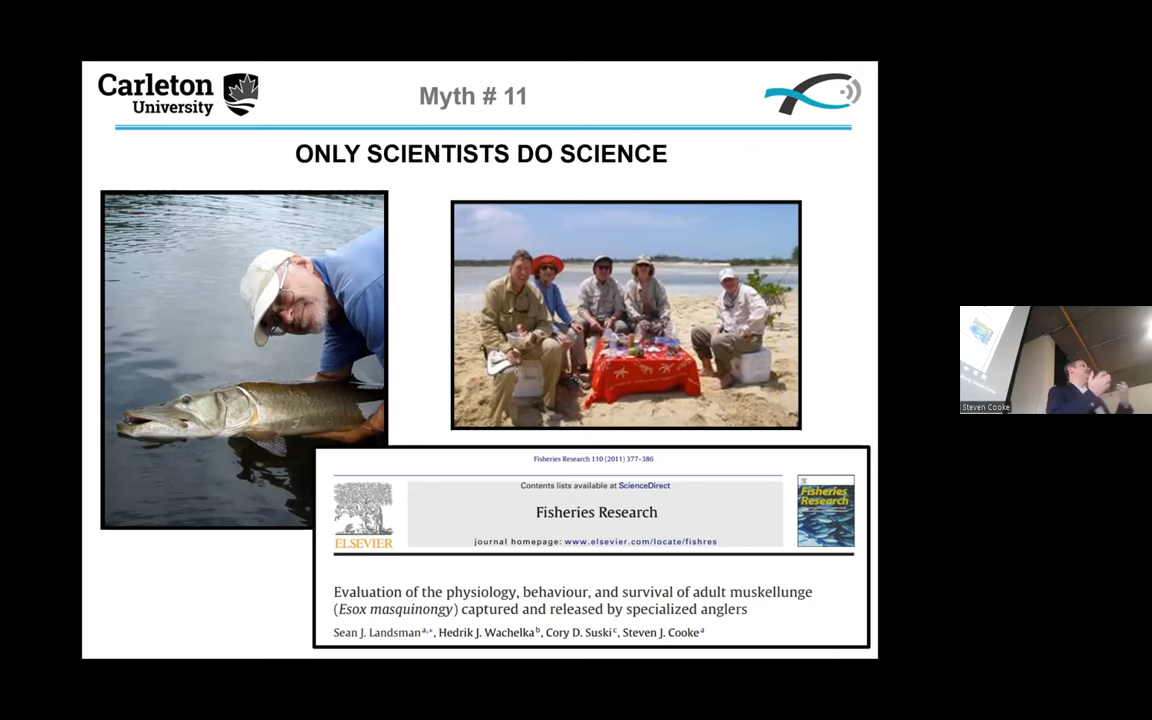 Carleton
University
Myth # 11
ONLY SCIENTISTS DO SCIENCE
Fisheries Research 110 (2011) 377–386
Contents lists available at ScienceDirect
Fisheries Research
journal homepage: www.elsevier.com/locate/fishres
ELSEVIER
Fisheries
Research
Evaluation of the physiology, behaviour, and survival of adult muskellunge
(Esox masquinongy) captured and released by specialized anglers
Sean J. Landsman a,*, Hedrik J. Wachelka b, Cory D. Suski c, Steven J. Cooke a
Steven Cooke